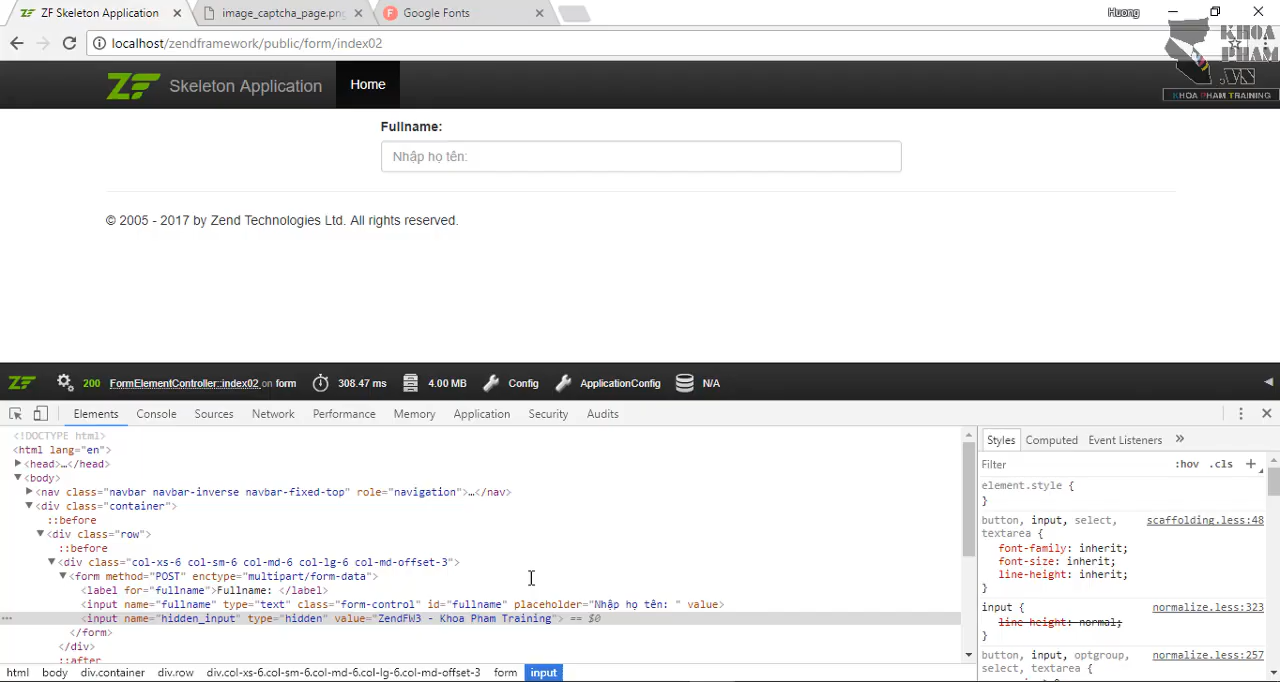 ZF Skeleton Application
image_captcha_page.png
Google Fonts
Huong
localhost/zendframework/public/form/index02
KHOA
PHAM
.VN
KHOA PHAM TRAINING
Skeleton Application
Home
Fullname:
Nhập họ tên:
© 2005 - 2017 by Zend Technologies Ltd. All rights reserved.
200 FormElementController::index02 on form 308.47 ms 4.00 MB Config ApplicationConfig N/A
Elements Console Sources Network Performance Memory Application Security Audits
<!DOCTYPE html>
<html lang="en">
<head>…</head>
<body>
<nav class="navbar navbar-inverse navbar-fixed-top" role="navigation">…</nav>
<div class="container">
::before
<div class="row">
::before
<div class="col-xs-6 col-sm-6 col-md-6 col-lg-6 col-md-offset-3">
<form method="POST" enctype="multipart/form-data">
<label for="fullname">Fullname: </label>
<input name="fullname" type="text" class="form-control" id="fullname" placeholder="Nhập họ tên: " value>
<input name="hidden_input" type="hidden" value="ZendFW3 - Khoa Pham Training"> == $0
</form>
</div>
::after
html body div.container div.row div.col-xs-6.col-sm-6.col-md-6.col-lg-6.col-md-offset-3 form input
Styles Computed Event Listeners »
Filter :hov .cls +
element.style {
}
button, input, select, scaffolding.less:48
textarea {
font-family: inherit;
font-size: inherit;
line-height: inherit;
}
input { normalize.less:323
line-height: normal;
}
button, input, optgroup, normalize.less:257
select, textarea {